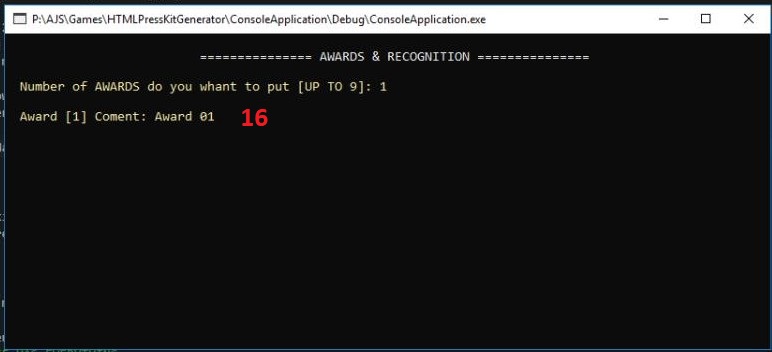 P:\AJS\Games\HTMLPressKitGenerator\ConsoleApplication\Debug\ConsoleApplication.exe
=============== AWARDS & RECOGNITION ===============
Number of AWARDS do you whant to put [UP TO 9]: 1
Award [1] Coment: Award 01 16